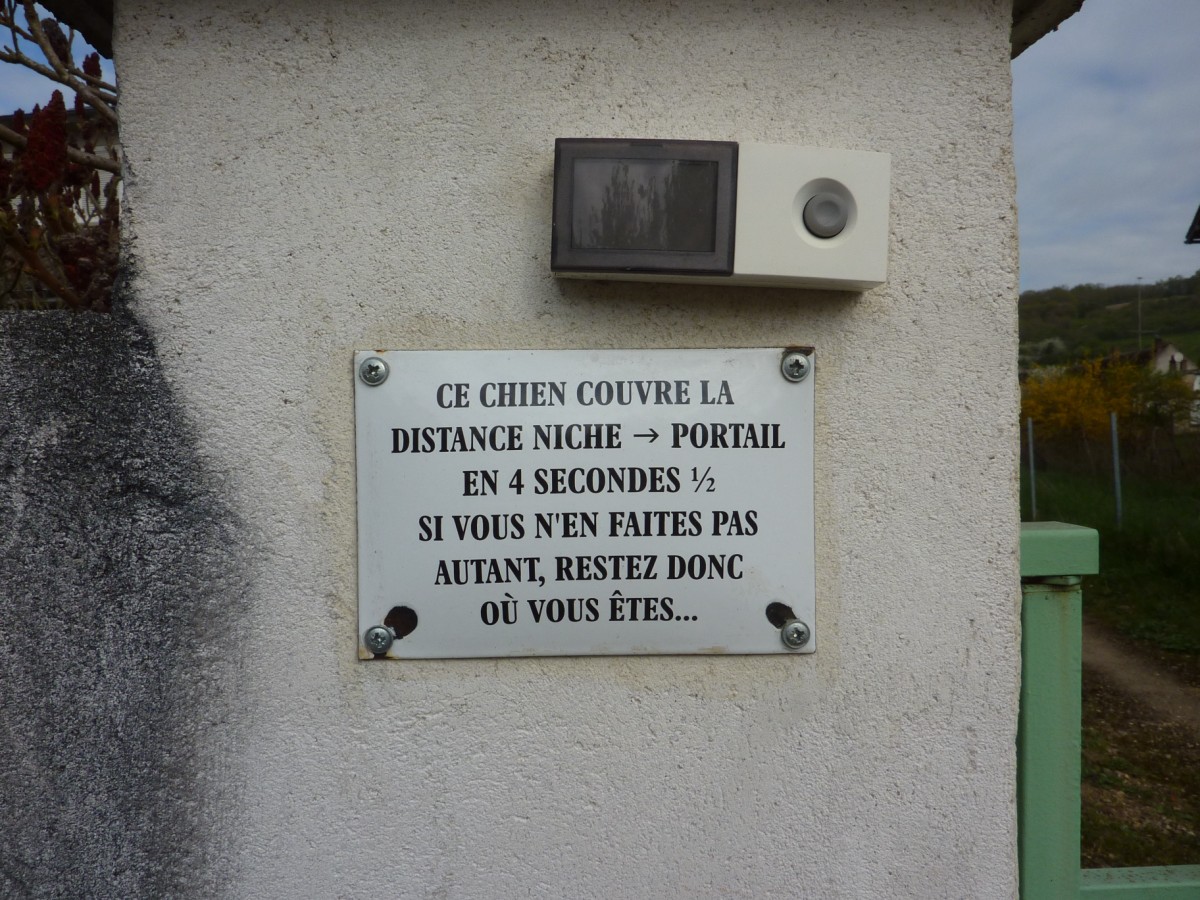 CE CHIEN COUVRE LA
DISTANCE NICHE → PORTAIL
EN 4 SECONDES ½
SI VOUS N'EN FAITES PAS
AUTANT, RESTEZ DONC
OÙ VOUS ÊTES...